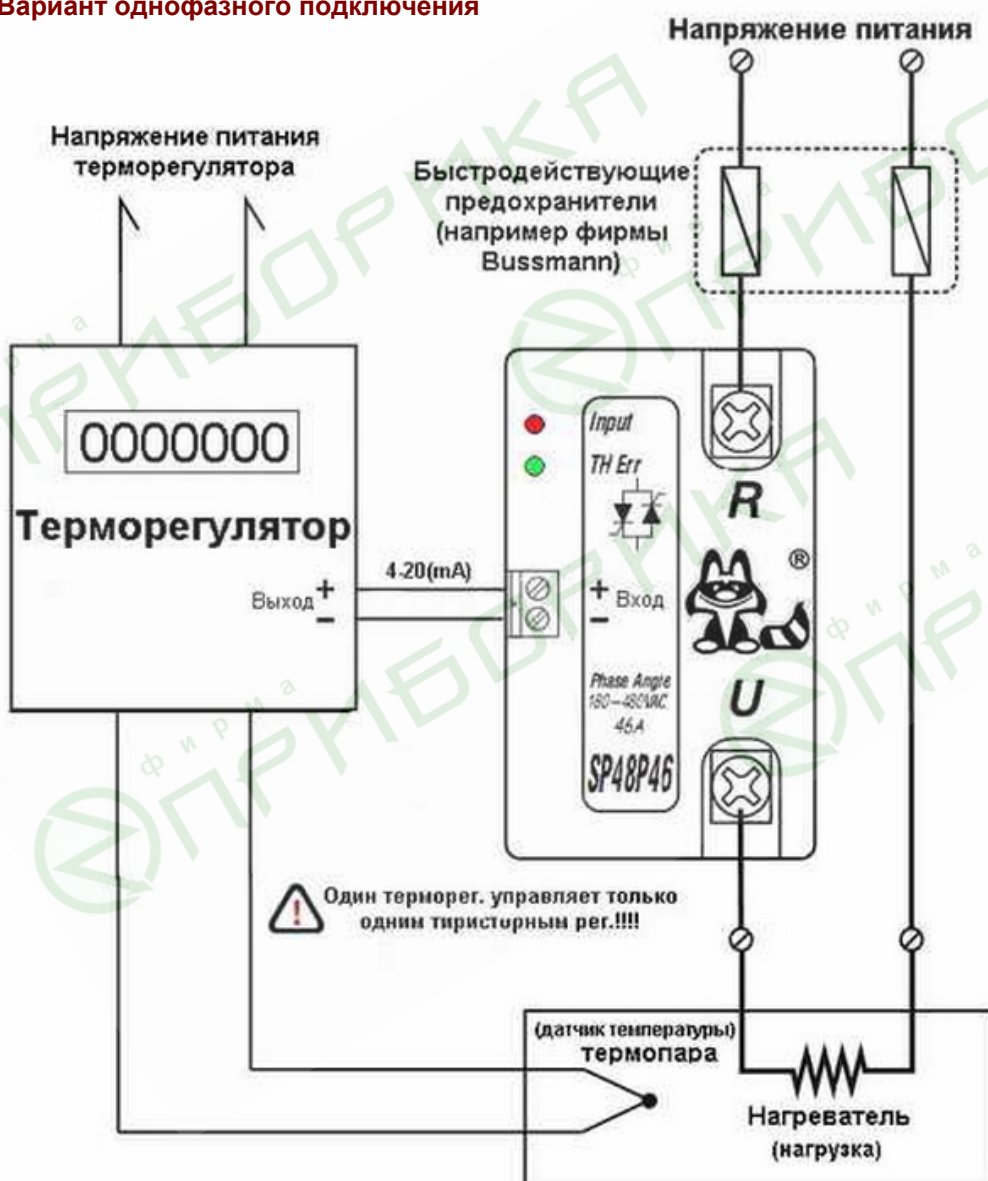 Вариант однофазного подключения
Напряжение питания
Напряжение питания
терморегулятора
Быстродействующие
предохранители
(например фирмы
Bussmann)
0000000
Терморегулятор
Выход +
−
4-20(mA)
Input
TH Err
+ Вход
−
R
®
U
Phase Angle
180-480VAC
45A
SP48P46
! Один терморег. управляет только
одним тиристорным рег.!!!!
(датчик температуры)
термопара
Нагреватель
(нагрузка)
фирма
ПРИБОРИКА